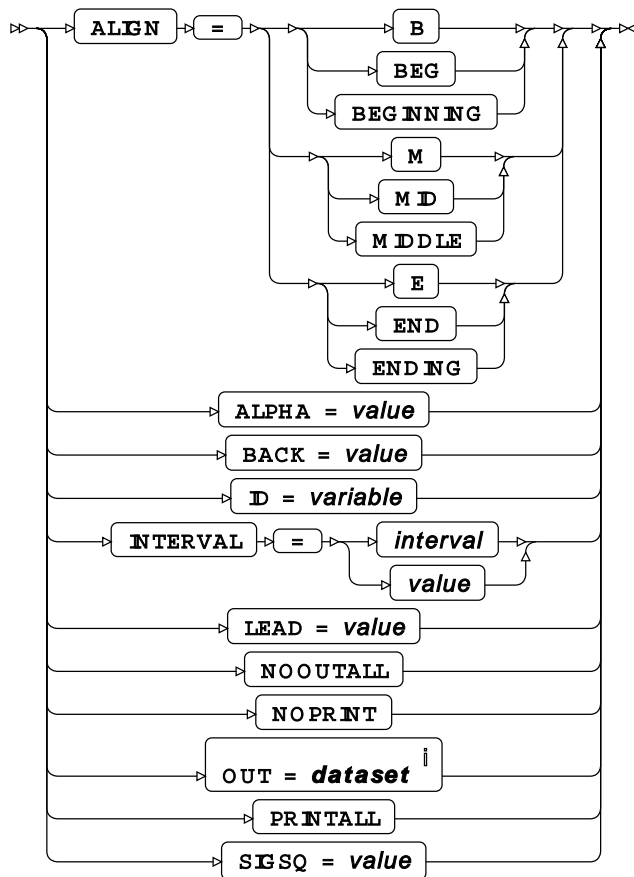 ALIGN = B
BEG
BEGINNING
M
MID
MIDDLE
E
END
ENDING
ALPHA = value
BACK = value
ID = variable
INTERVAL = interval
value
LEAD = value
NOOUTALL
NOPRINT
OUT = dataset i
PRINTALL
SIGSQ = value